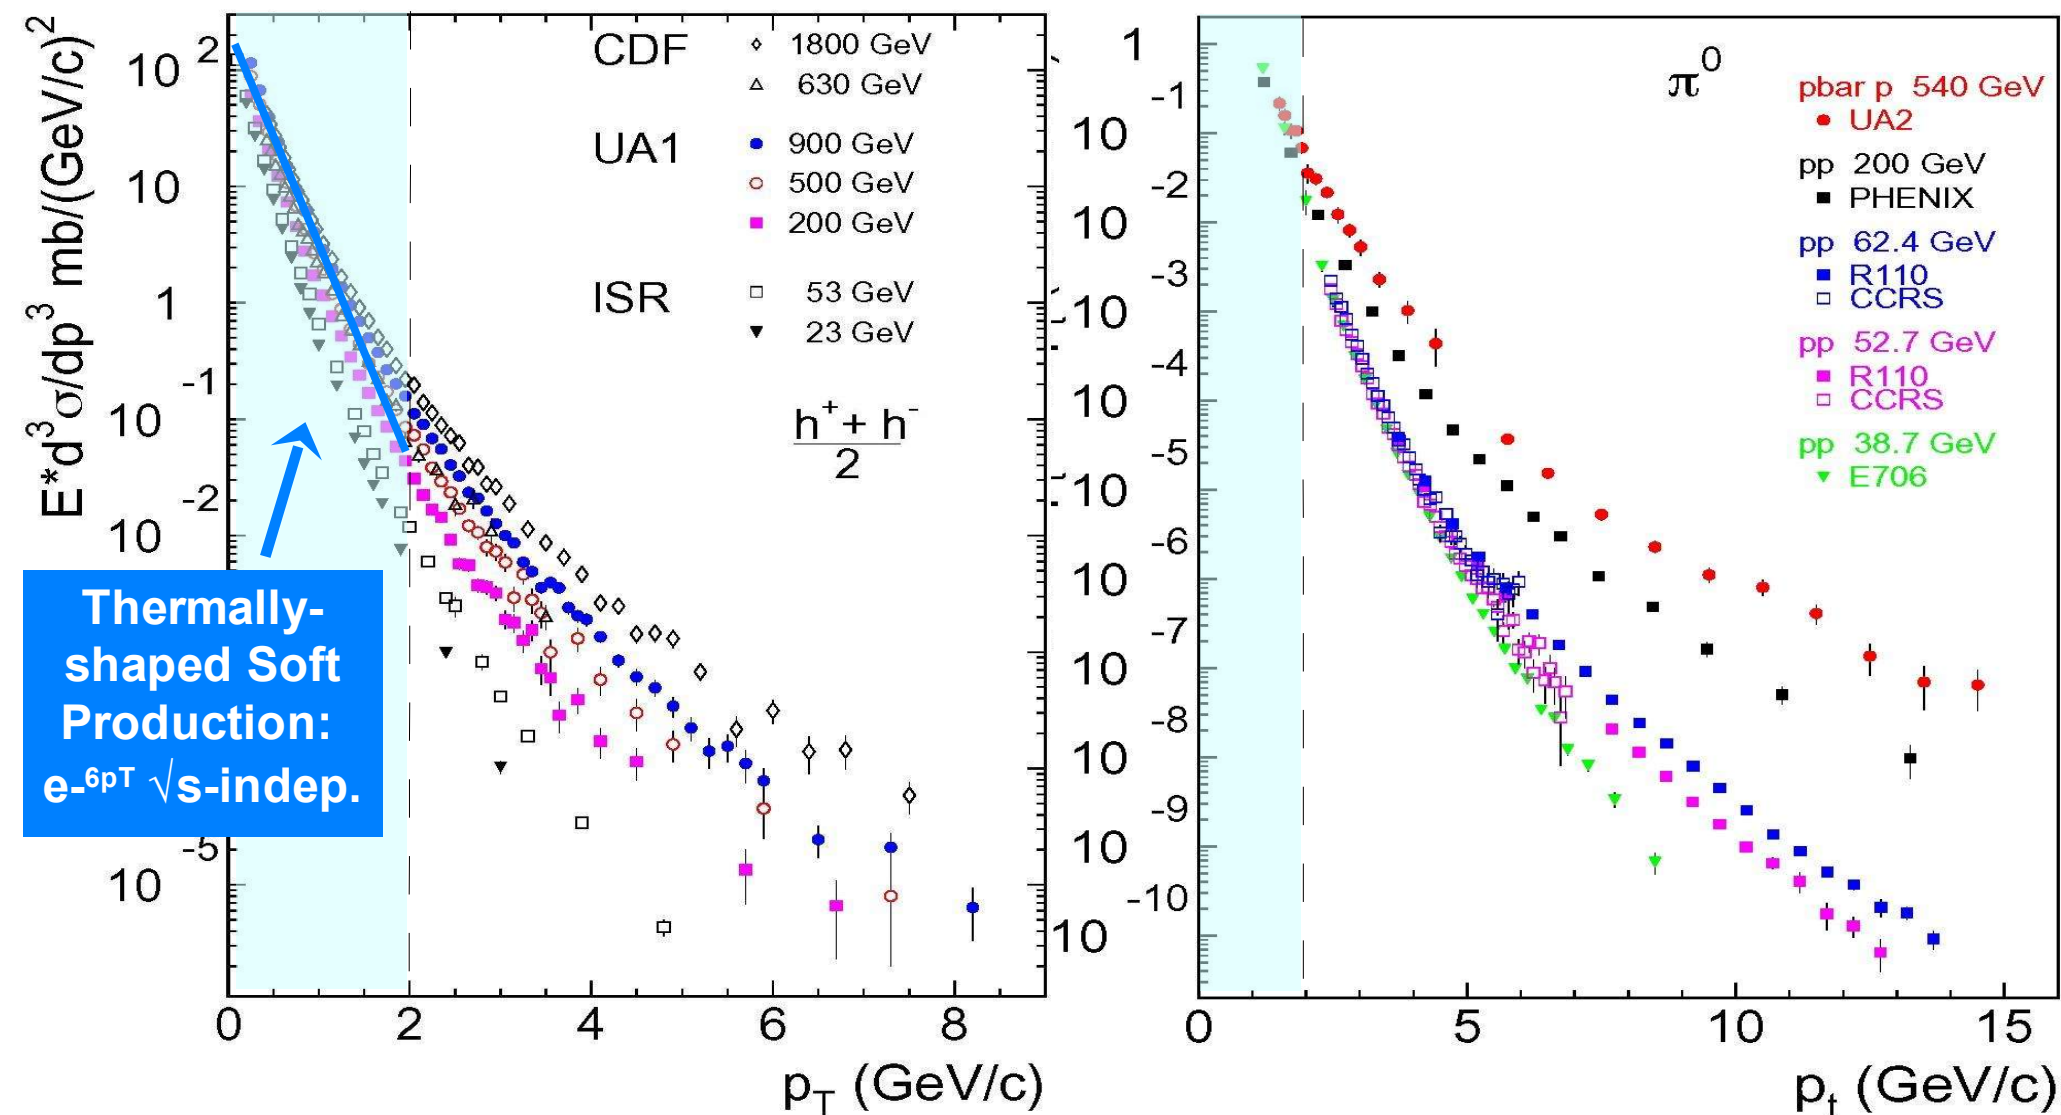 E*d³σ/dp³ mb/(GeV/c)²
10 2
10
1
-1
10
-2
10
-5
10
CDF
◇ 1800 GeV
△ 630 GeV
UA1
● 900 GeV
○ 500 GeV
■ 200 GeV
ISR
□ 53 GeV
▼ 23 GeV
h⁺ + h⁻
2
Thermally-
shaped Soft
Production:
e-⁶ᵖᵀ √s-indep.
0 2 4 6 8
p_T (GeV/c)
1
-1
10
-2
10
-3
10
-4
10
-5
10
-6
10
-7
10
-8
10
-9
10
-10
10
π⁰
pbar p 540 GeV
● UA2
pp 200 GeV
■ PHENIX
pp 62.4 GeV
■ R110
□ CCRS
pp 52.7 GeV
■ R110
□ CCRS
pp 38.7 GeV
▼ E706
0 5 10 15
p_t (GeV/c)